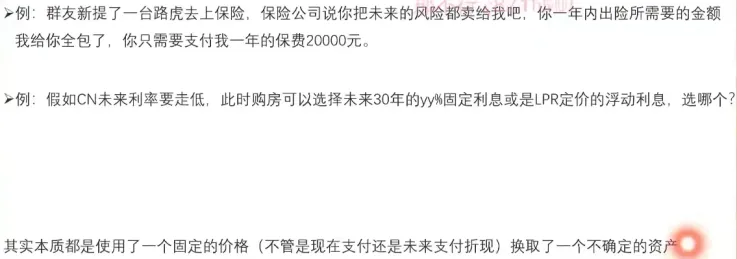 ➢例：群友新提了一台路虎去上保险，保险公司说你把未来的风险都卖给我吧，你一年内出险所需要的金额
我给你全包了，你只需要支付我一年的保费20000元。
➢例：假如CN未来利率要走低，此时购房可以选择未来30年的yy%固定利息或是LPR定价的浮动利息，选哪个？
其实本质都是使用了一个固定的价格（不管是现在支付还是未来支付折现）换取了一个不确定的资产